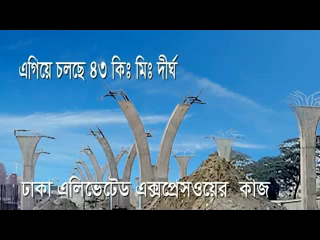 এগিয়ে চলছে ৪৩ কিঃ মিঃ দীর্ঘ
ঢাকা এলিভেটেড এক্সপ্রেসওয়ের কাজ